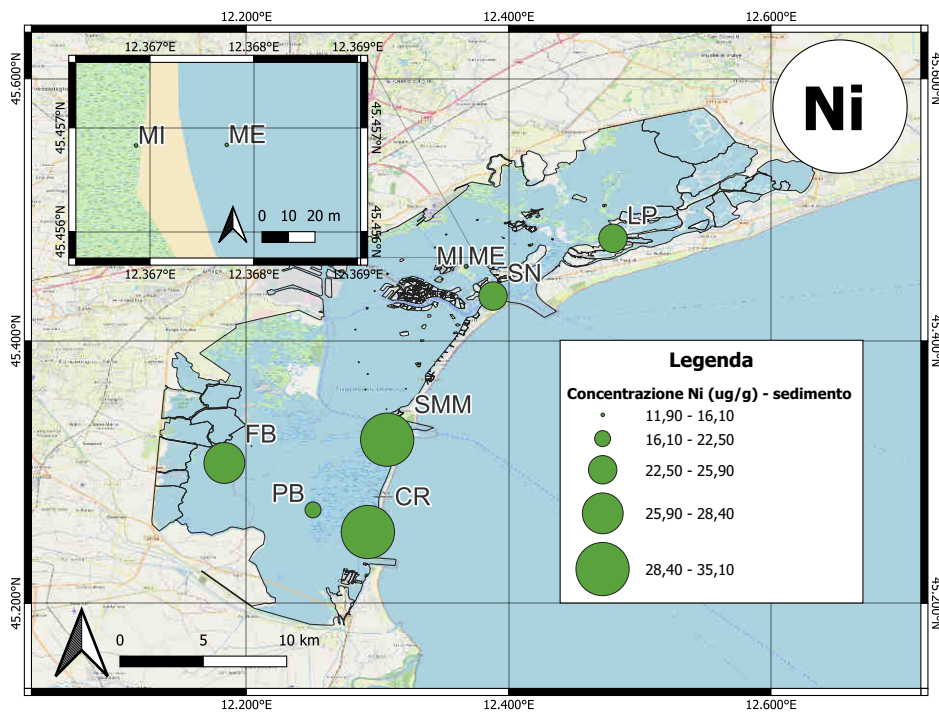 12.200°E 12.400°E 12.600°E
12.367°E 12.368°E 12.369°E
45.600°N 45.600°N
Ni
45.457°N 45.457°N
MI ME
0 10 20 m
45.456°N 45.456°N
12.367°E 12.368°E 12.369°E
LP
MI ME
SN
45.400°N 45.400°N
Legenda
Concentrazione Ni (ug/g) - sedimento
11,90 - 16,10
16,10 - 22,50
22,50 - 25,90
25,90 - 28,40
28,40 - 35,10
SMM
FB
PB
CR
45.200°N 45.200°N
0 5 10 km
12.200°E 12.400°E 12.600°E